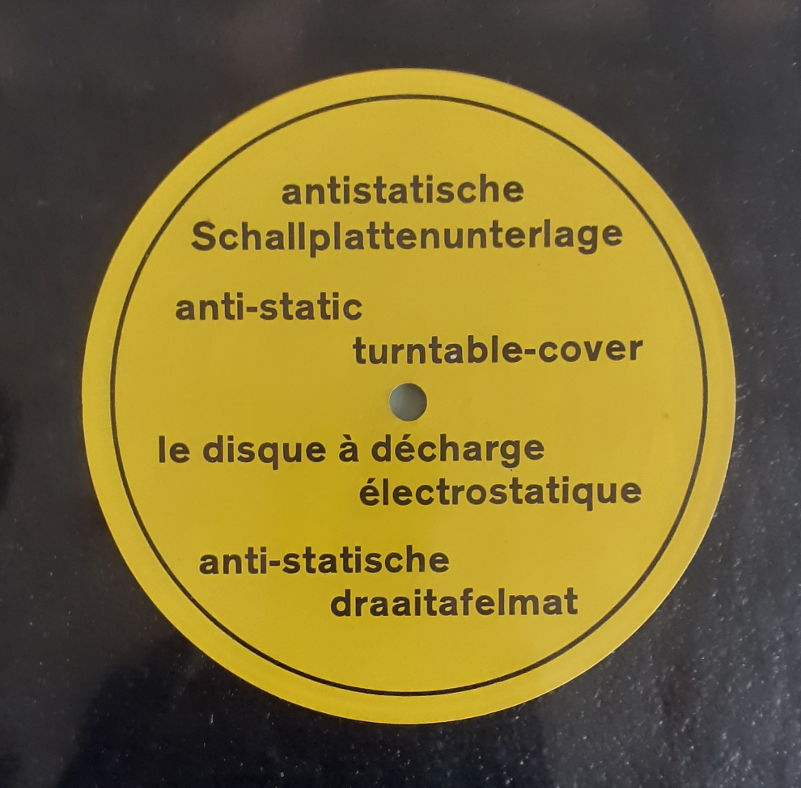 antistatische
Schallplattenunterlage
anti-static
turntable-cover
le disque à décharge
électrostatique
anti-statische
draaitafelmat